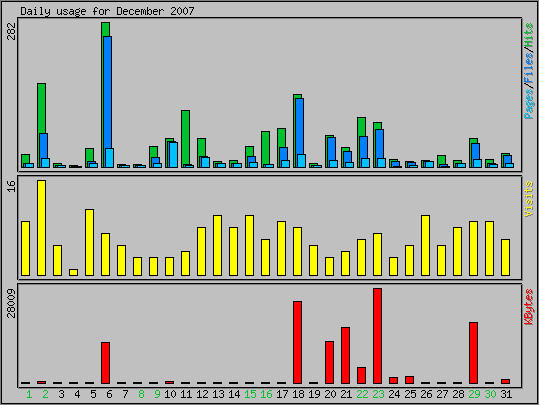 Daily usage for December 2007
282
Pages/Files/Hits
16
Visits
28009
KBytes
1 2 3 4 5 6 7 8 9 10 11 12 13 14 15 16 17 18 19 20 21 22 23 24 25 26 27 28 29 30 31